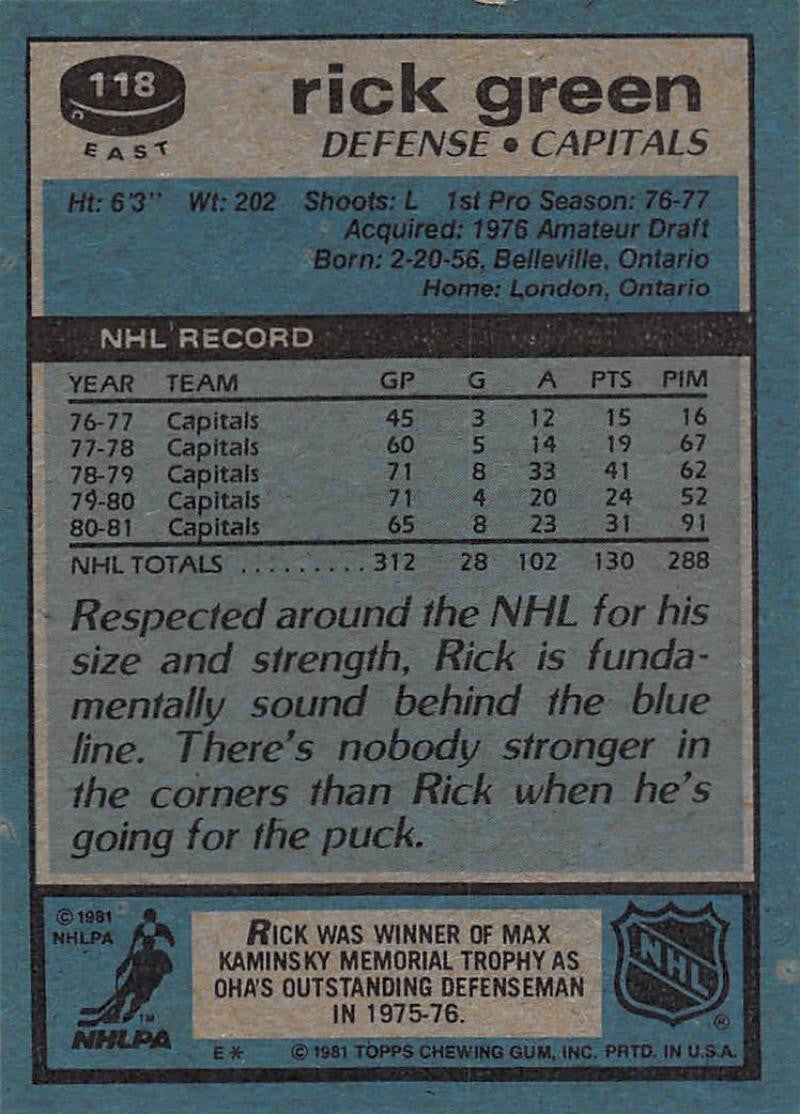 118
EAST
rick green
DEFENSE • CAPITALS
Ht: 6'3" Wt: 202 Shoots: L 1st Pro Season: 76-77
Acquired: 1976 Amateur Draft
Born: 2-20-56, Belleville, Ontario
Home: London, Ontario
NHL RECORD
YEAR TEAM GP G A PTS PIM
76-77 Capitals 45 3 12 15 16
77-78 Capitals 60 5 14 19 67
78-79 Capitals 71 8 33 41 62
79-80 Capitals 71 4 20 24 52
80-81 Capitals 65 8 23 31 91
NHL TOTALS .......... 312 28 102 130 288
Respected around the NHL for his
size and strength, Rick is funda-
mentally sound behind the blue
line. There's nobody stronger in
the corners than Rick when he's
going for the puck.
© 1981
NHLPA
TM
NHLPA
RICK WAS WINNER OF MAX
KAMINSKY MEMORIAL TROPHY AS
OHA'S OUTSTANDING DEFENSEMAN
IN 1975-76.
NHL
®
E* © 1981 TOPPS CHEWING GUM, INC. PRTD. IN U.S.A.